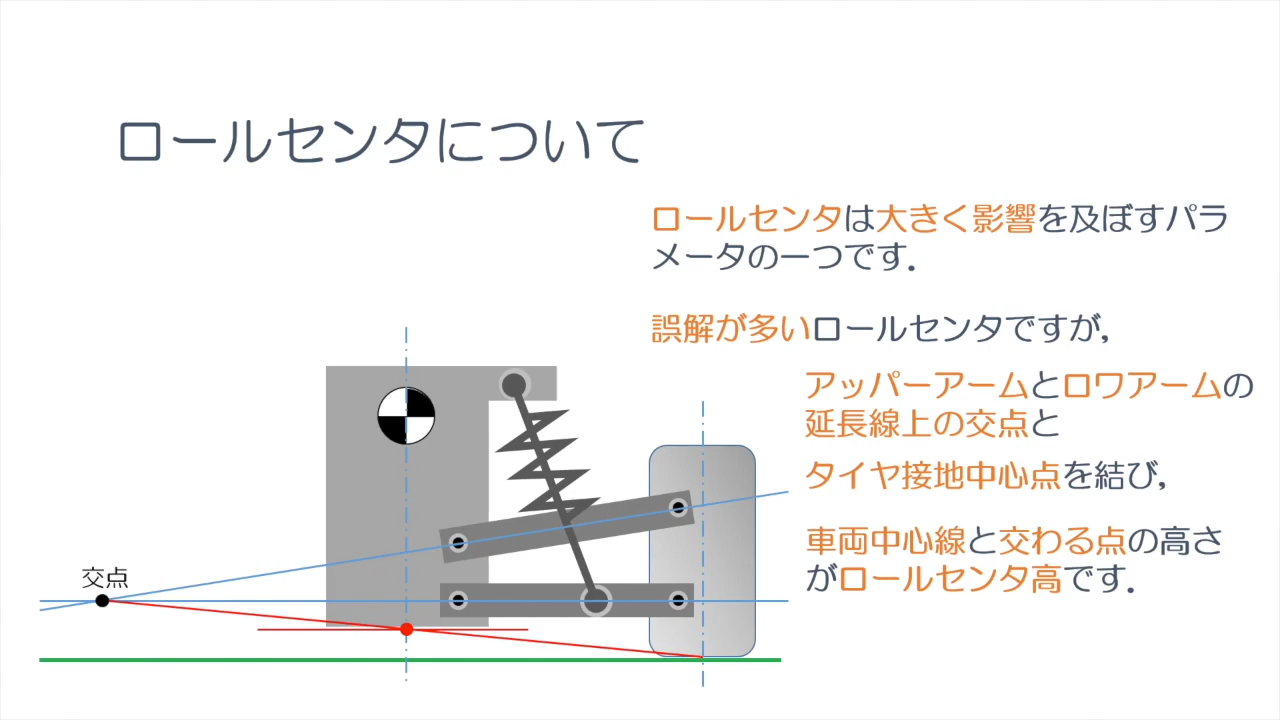 ロールセンタについて
ロールセンタは大きく影響を及ぼすパラ
メータの一つです.
誤解が多いロールセンタですが,
アッパーアームとロワアームの
延長線上の交点と
タイヤ接地中心点を結び,
車両中心線と交わる点の高さ
がロールセンタ高です.
交点